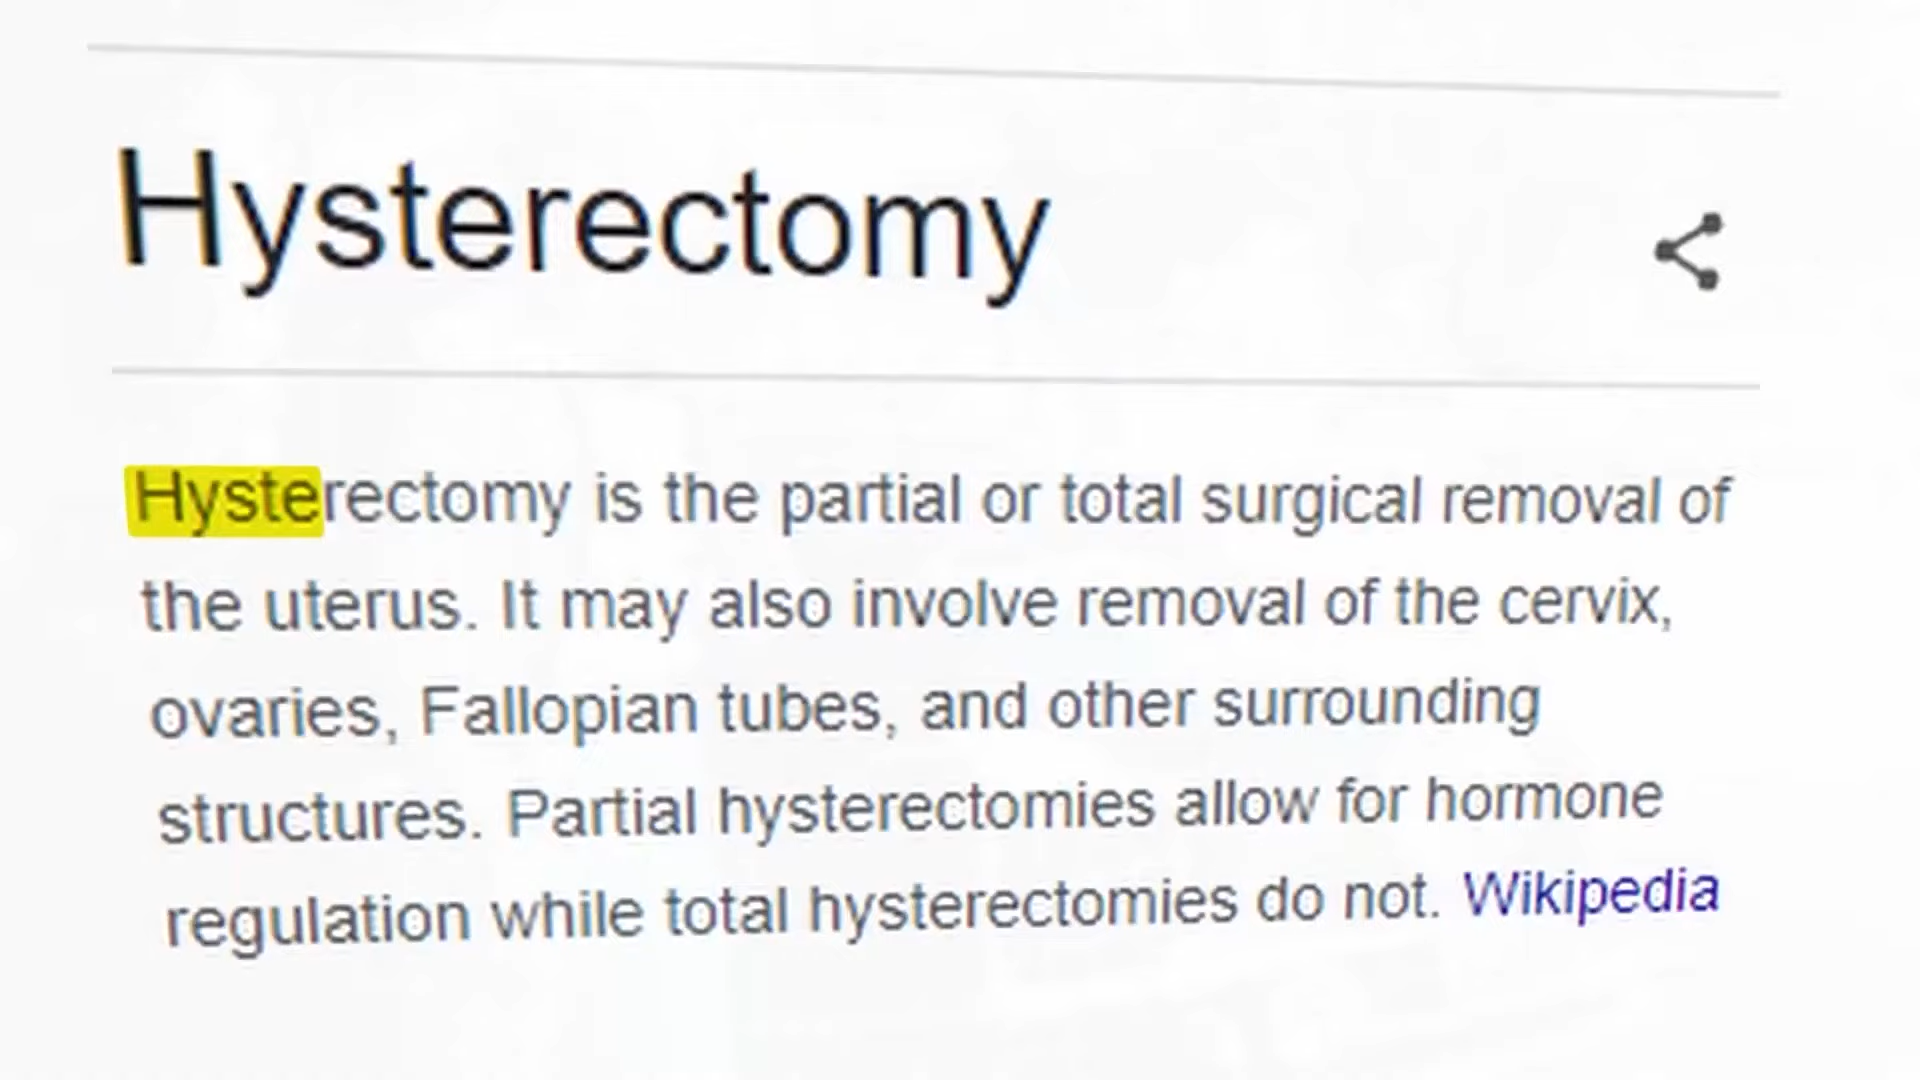 Hysterectomy
Hysterectomy is the partial or total surgical removal of
the uterus. It may also involve removal of the cervix,
ovaries, Fallopian tubes, and other surrounding
structures. Partial hysterectomies allow for hormone
regulation while total hysterectomies do not. Wikipedia